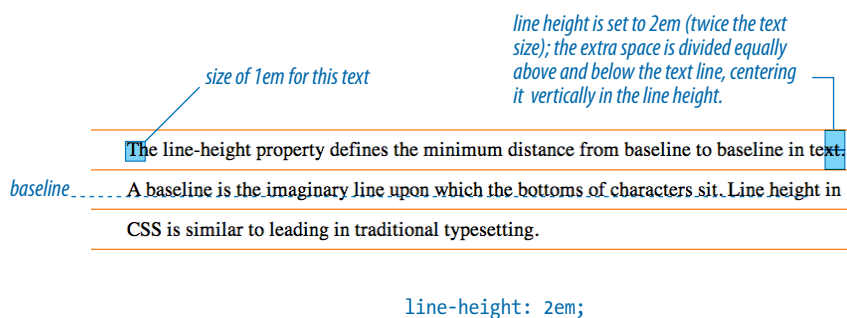 line height is set to 2em (twice the text
size); the extra space is divided equally
above and below the text line, centering
it vertically in the line height.
size of 1em for this text
The line-height property defines the minimum distance from baseline to baseline in text.
baseline
A baseline is the imaginary line upon which the bottoms of characters sit. Line height in
CSS is similar to leading in traditional typesetting.
line-height: 2em;